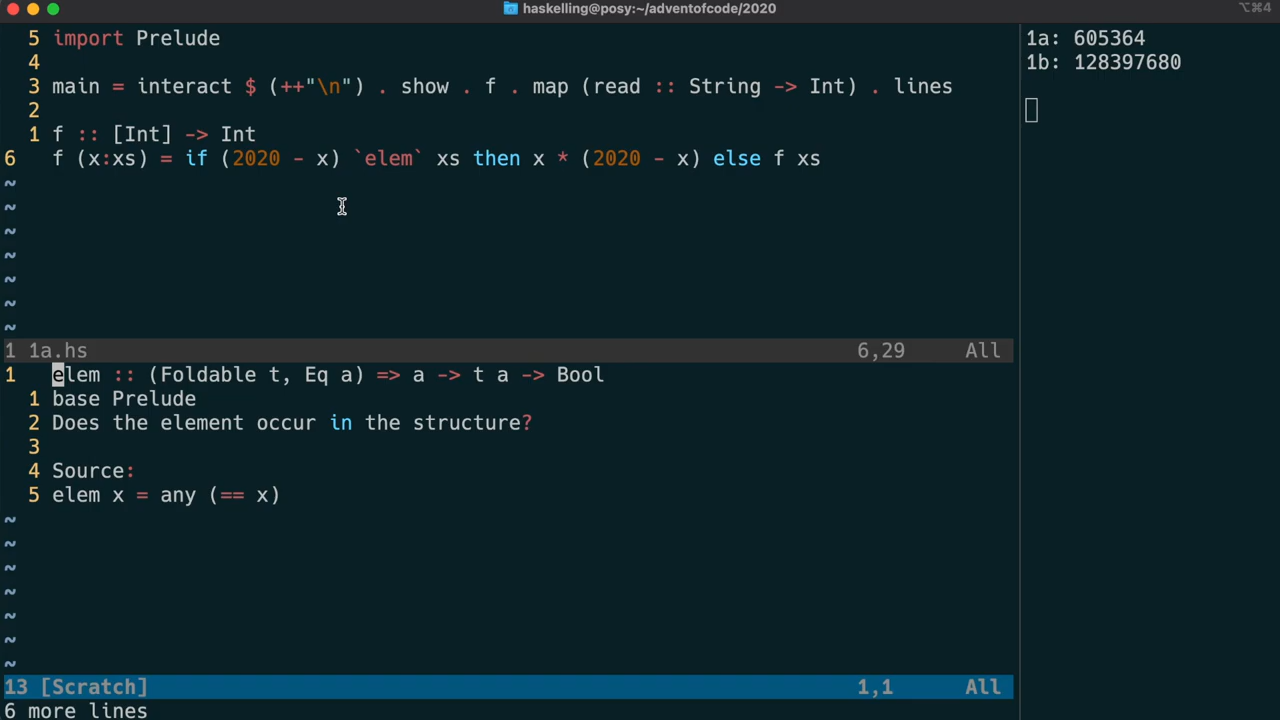 haskelling@posy:~/adventofcode/2020
⌥⌘4
5 import Prelude
4
3 main = interact $ (++"\n") . show . f . map (read :: String -> Int) . lines
2
1 f :: [Int] -> Int
6 f (x:xs) = if (2020 - x) `elem` xs then x * (2020 - x) else f xs
~
~
~
~
~
~
~
1 1a.hs 6,29 All
1 elem :: (Foldable t, Eq a) => a -> t a -> Bool
1 base Prelude
2 Does the element occur in the structure?
3
4 Source:
5 elem x = any (== x)
~
~
~
~
~
~
~
13 [Scratch] 1,1 All
6 more lines
1a: 605364
1b: 128397680